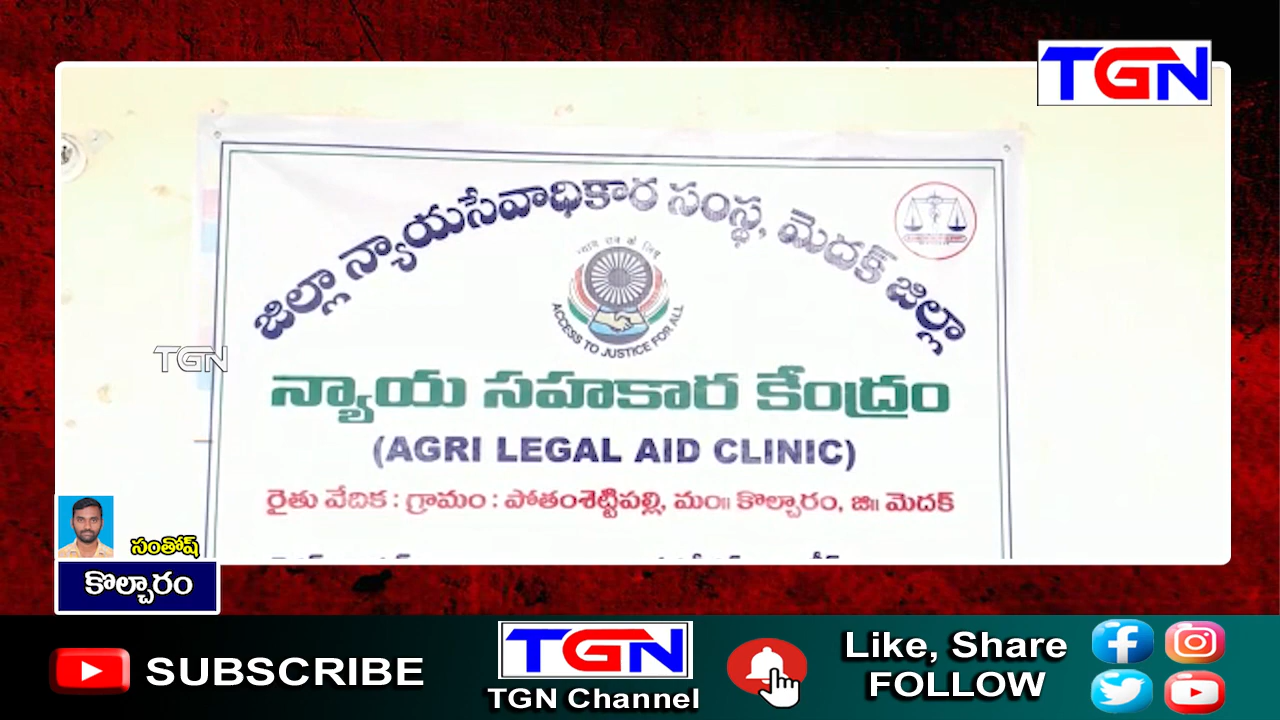 TGN
జిల్లా న్యాయసేవాధికార సంస్థ, మెదక్ జిల్లా
न्याय सब के लिए
ACCESS TO JUSTICE FOR ALL
న్యాయ సహకార కేంద్రం
(AGRI LEGAL AID CLINIC)
రైతు వేదిక : గ్రామం : పోతంశెట్టిపల్లి, మం॥ కొల్చారం, జి॥ మెదక్
TGN
సంతోష్
కొల్చారం
SUBSCRIBE
TGN
TGN Channel
Like, Share
FOLLOW